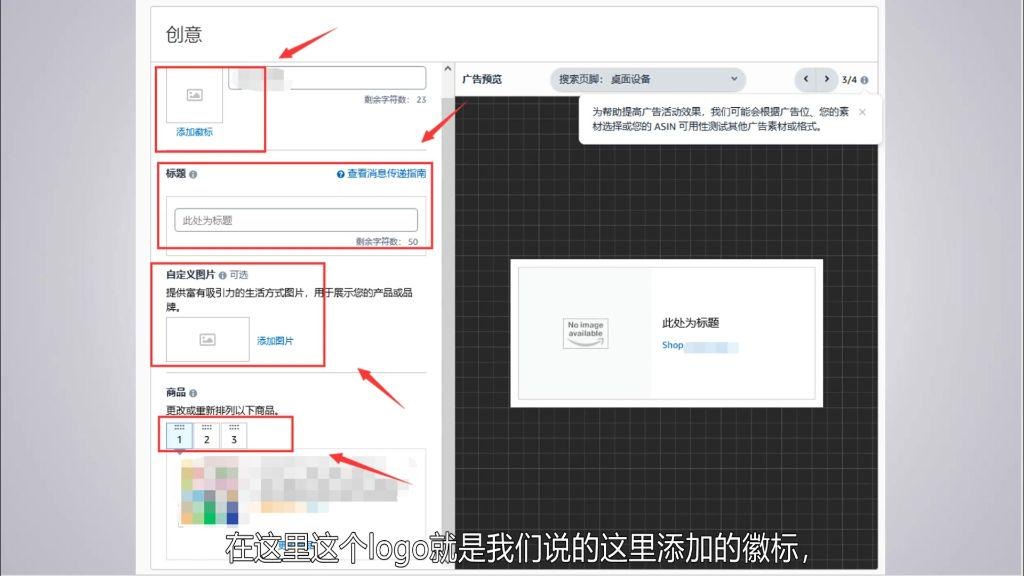 创意
剩余字符数： 23
添加徽标
标题
查看消息传递指南
此处为标题
剩余字符数： 50
自定义图片 可选
提供富有吸引力的生活方式图片，用于展示您的产品或品
牌。
添加图片
商品
更改或重新排列以下商品。
1 2 3
广告预览
搜索页脚： 桌面设备
3/4
为帮助提高广告活动效果，我们可能会根据广告位、您的素
材选择或您的 ASIN 可用性测试其他广告素材或格式。
No image
available
此处为标题
Shop
在这里这个logo就是我们说的这里添加的徽标，